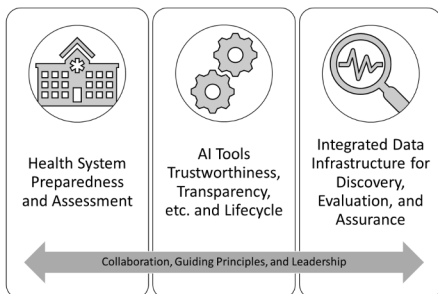 Health System
Preparedness
and Assessment
AI Tools
Trustworthiness,
Transparency,
etc. and Lifecycle
Integrated Data
Infrastructure for
Discovery,
Evaluation, and
Assurance
Collaboration, Guiding Principles, and Leadership